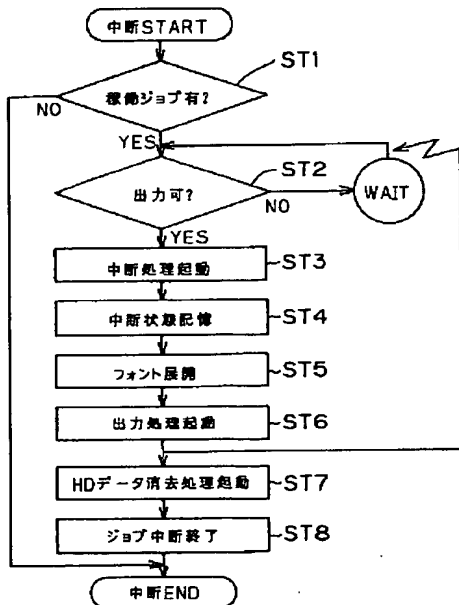 中断START
稼働ジョブ有?
ST1
NO
YES
出力可?
ST2
NO
WAIT
YES
中断処理起動
ST3
中断状態記憶
ST4
フォント展開
ST5
出力処理起動
ST6
HDデータ消去処理起動
ST7
ジョブ中断終了
ST8
中断END